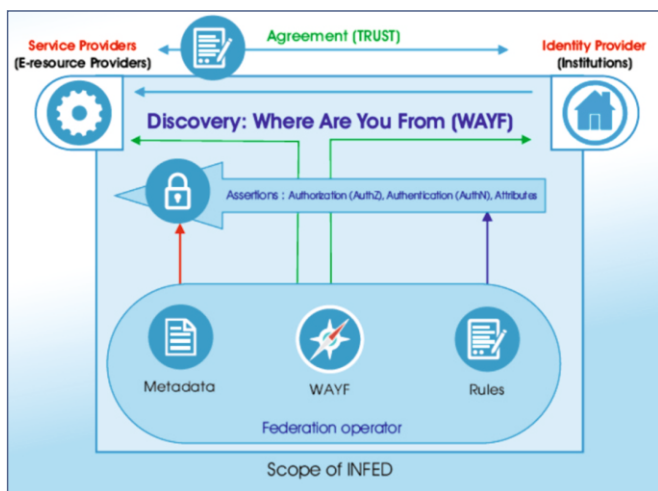 Agreement (TRUST)
Service Providers
(E-resource Providers)
Identity Provider
(Institutions)
Discovery: Where Are You From (WAYF)
Assertions : Authorization (AuthZ), Authentication (AuthN), Attributes
Metadata
WAYF
Rules
Federation operator
Scope of INFED